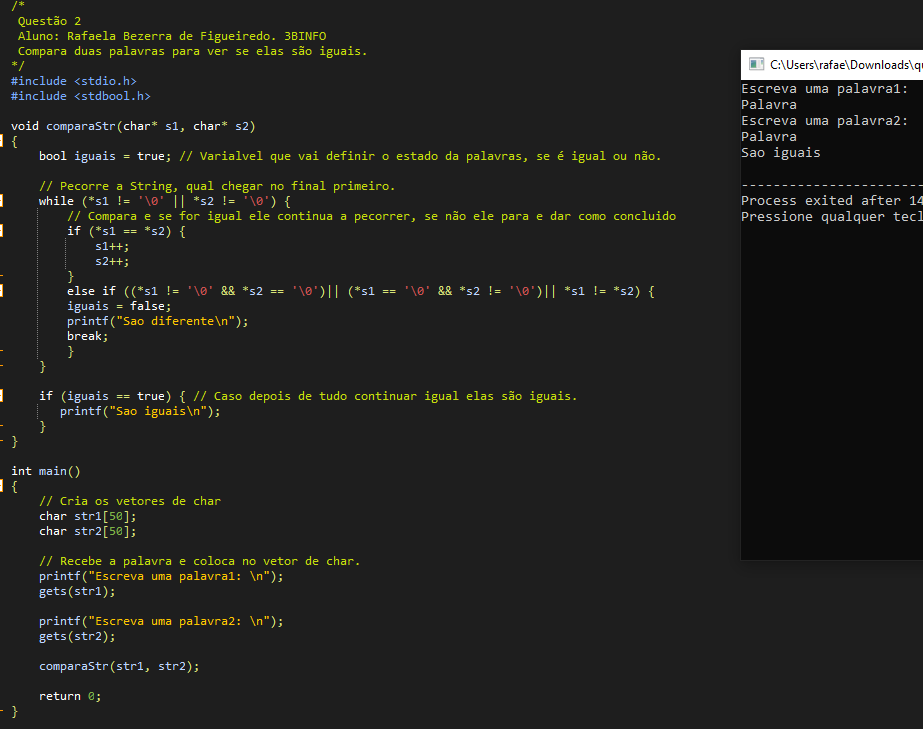 /*
Questão 2
Aluno: Rafaela Bezerra de Figueiredo. 3BINFO
Compara duas palavras para ver se elas são iguais.
*/
#include <stdio.h>
#include <stdbool.h>
void comparaStr(char* s1, char* s2)
{
bool iguais = true; // Varialvel que vai definir o estado da palavras, se é igual ou não.
// Pecorre a String, qual chegar no final primeiro.
while (*s1 != '\0' || *s2 != '\0') {
// Compara e se for igual ele continua a pecorrer, se não ele para e dar como concluido
if (*s1 == *s2) {
s1++;
s2++;
}
else if ((*s1 != '\0' && *s2 == '\0')|| (*s1 == '\0' && *s2 != '\0')|| *s1 != *s2) {
iguais = false;
printf("Sao diferente\n");
break;
}
}
if (iguais == true) { // Caso depois de tudo continuar igual elas são iguais.
printf("Sao iguais\n");
}
}
int main()
{
// Cria os vetores de char
char str1[50];
char str2[50];
// Recebe a palavra e coloca no vetor de char.
printf("Escreva uma palavra1: \n");
gets(str1);
printf("Escreva uma palavra2: \n");
gets(str2);
comparaStr(str1, str2);
return 0;
}
C:\Users\rafae\Downloads\q
Escreva uma palavra1:
Palavra
Escreva uma palavra2:
Palavra
Sao iguais
--------------------------
Process exited after 14
Pressione qualquer tecl